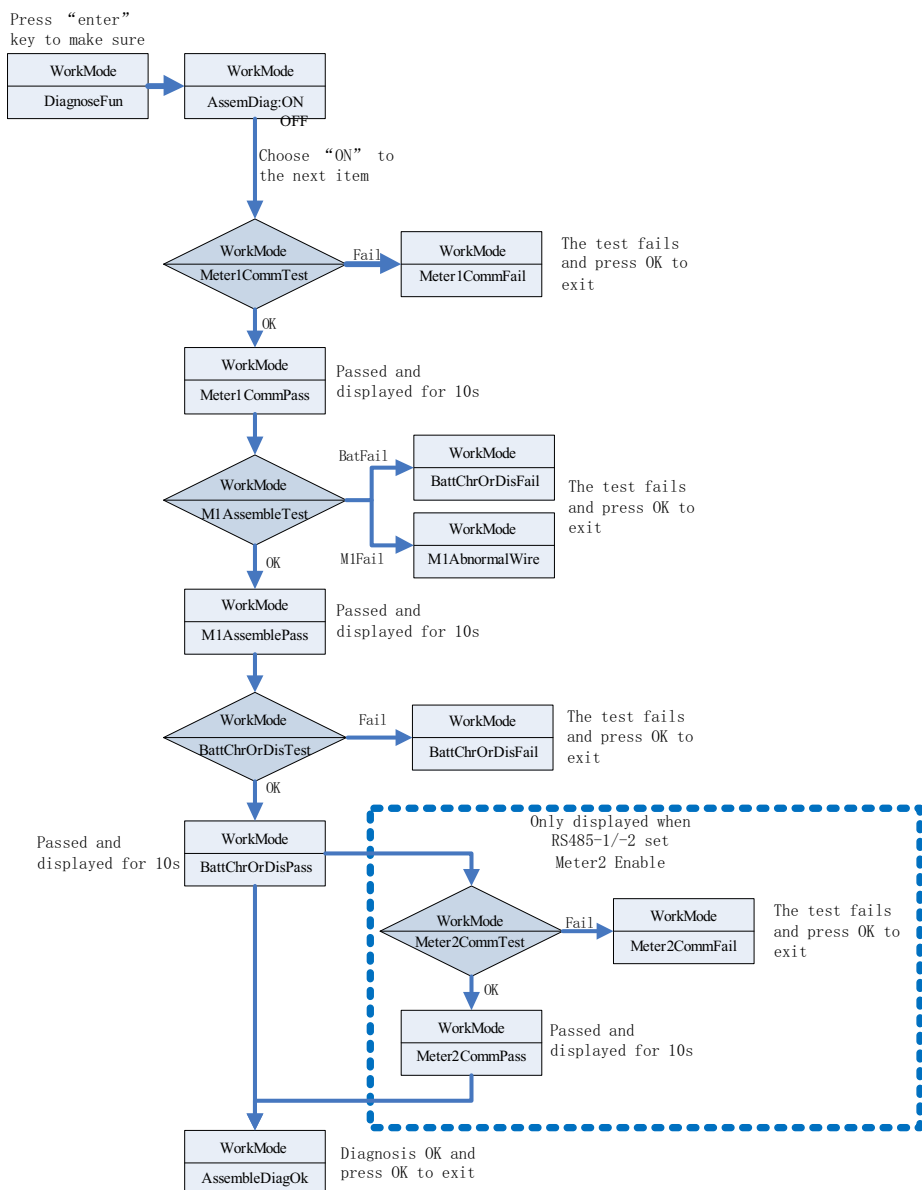 Press “enter”
key to make sure
WorkMode
DiagnoseFun
WorkMode
AssemDiag:ON
OFF
Choose “ON” to
the next item
WorkMode
Meter1CommTest
Fail
WorkMode
Meter1CommFail
The test fails
and press OK to
exit
OK
WorkMode
Meter1CommPass
Passed and
displayed for 10s
WorkMode
M1AssembleTest
BatFail
WorkMode
BattChrOrDisFail
The test fails
and press OK to
exit
M1Fail
WorkMode
M1AbnormalWire
OK
WorkMode
M1AssemblePass
Passed and
displayed for 10s
WorkMode
BattChrOrDisTest
Fail
WorkMode
BattChrOrDisFail
The test fails
and press OK to
exit
OK
Passed and
displayed for 10s
WorkMode
BattChrOrDisPass
Only displayed when
RS485-1/-2 set
Meter2 Enable
WorkMode
Meter2CommTest
Fail
WorkMode
Meter2CommFail
The test fails
and press OK to
exit
OK
WorkMode
Meter2CommPass
Passed and
displayed for 10s
WorkMode
AssembleDiagOk
Diagnosis OK and
press OK to exit